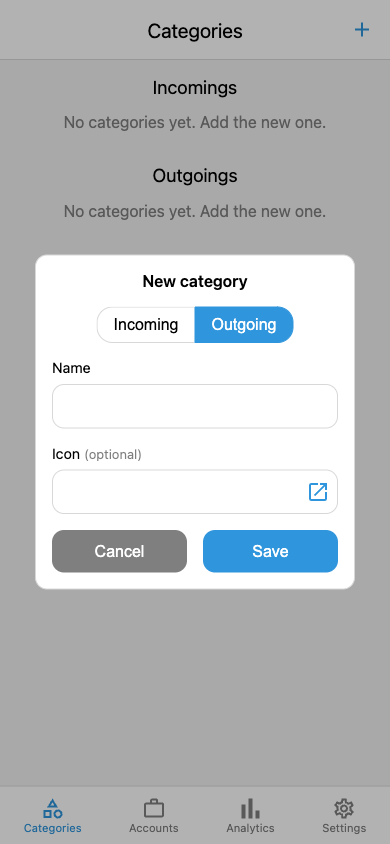 Categories
Incomings
No categories yet. Add the new one.
Outgoings
No categories yet. Add the new one.
New category
Incoming Outgoing
Name
Icon (optional)
Cancel Save
Categories Accounts Analytics Settings